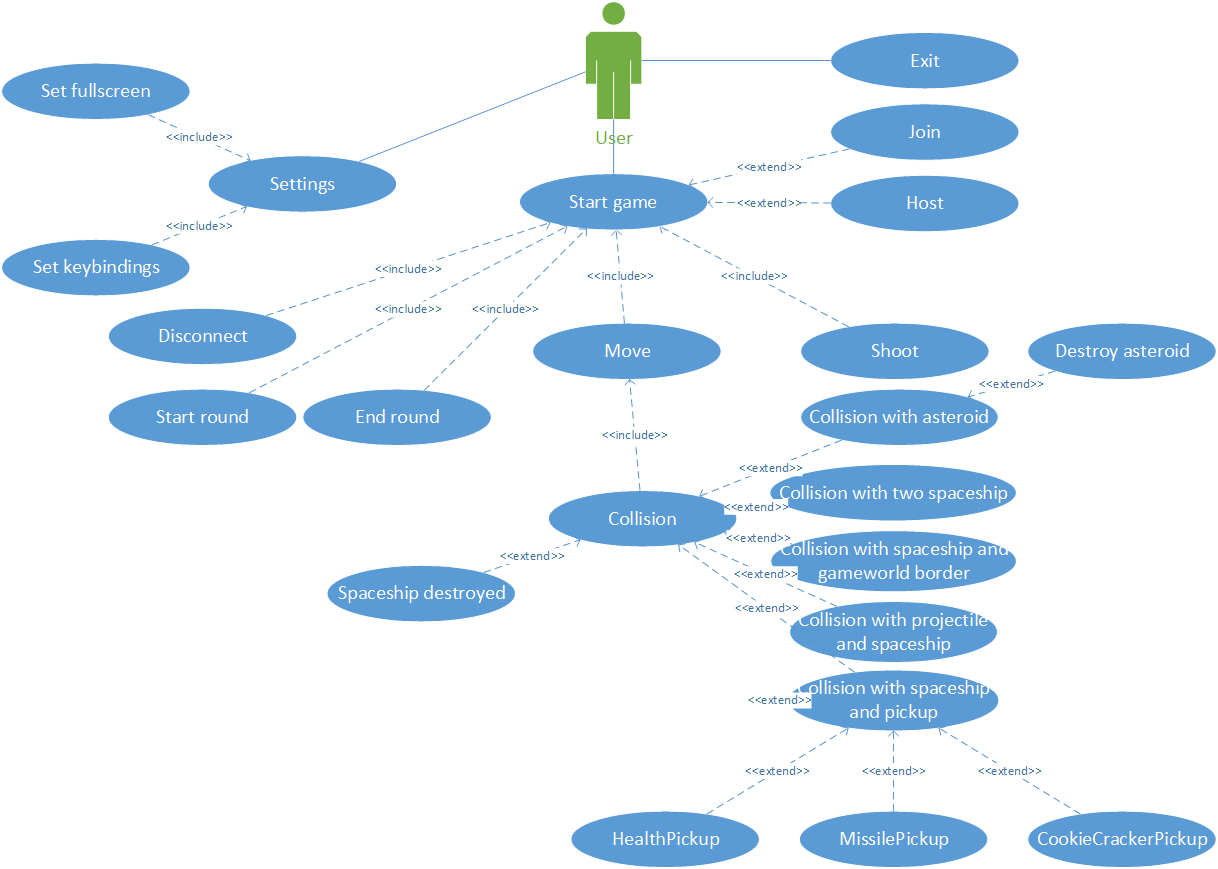 Exit
Set fullscreen
Join
User
<<include>>
<<extend>>
Settings
Start game
<<extend>>
Host
<<include>>
Set keybindings
<<include>>
<<include>>
<<include>>
<<include>>
<<include>>
Disconnect
Move
Shoot
Destroy asteroid
<<extend>>
Start round
End round
Collision with asteroid
<<include>>
<<extend>>
Collision with two spaceship
<<extend>>
Collision
<<extend>>
Collision with spaceship and
gameworld border
<<extend>>
<<extend>>
Spaceship destroyed
<<extend>>
Collision with projectile
and spaceship
Collision with spaceship
and pickup
<<extend>>
<<extend>>
<<extend>>
<<extend>>
HealthPickup
MissilePickup
CookieCrackerPickup